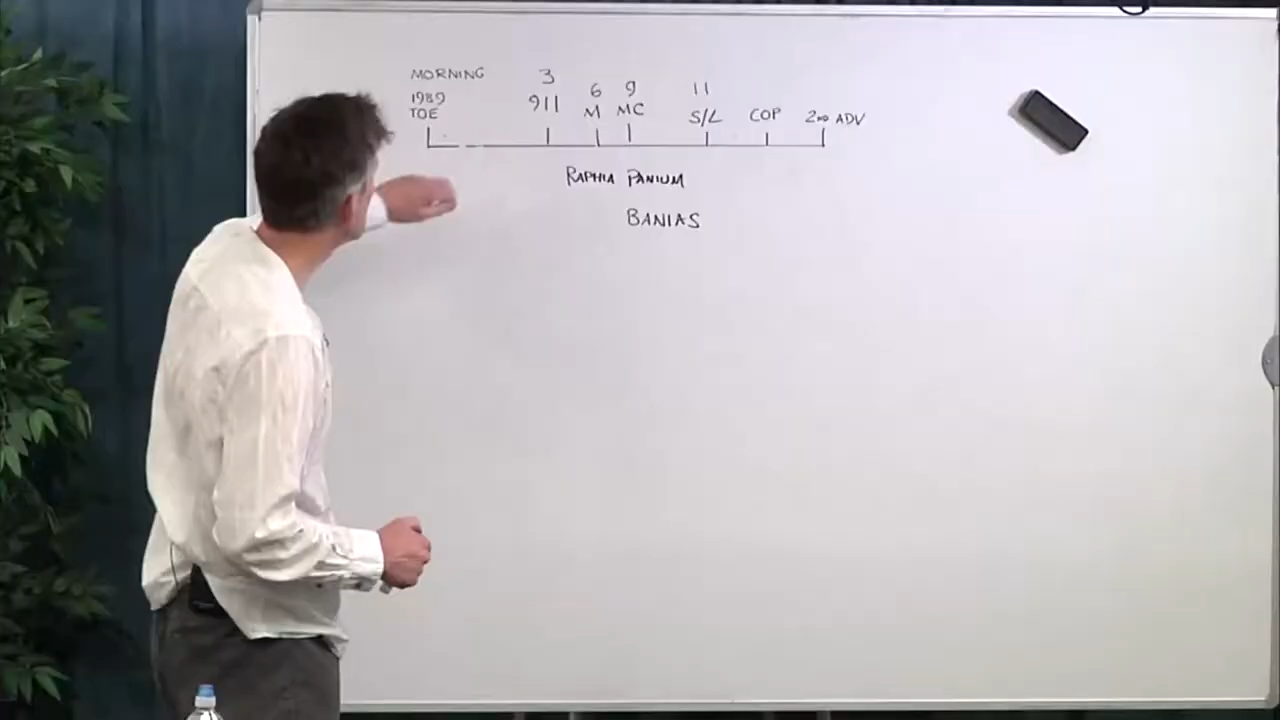 MORNING 3 6 9 11
1989 911 M MC S/L COP 2ND ADV
TOE
RAPHIA PANIUM
BANIAS